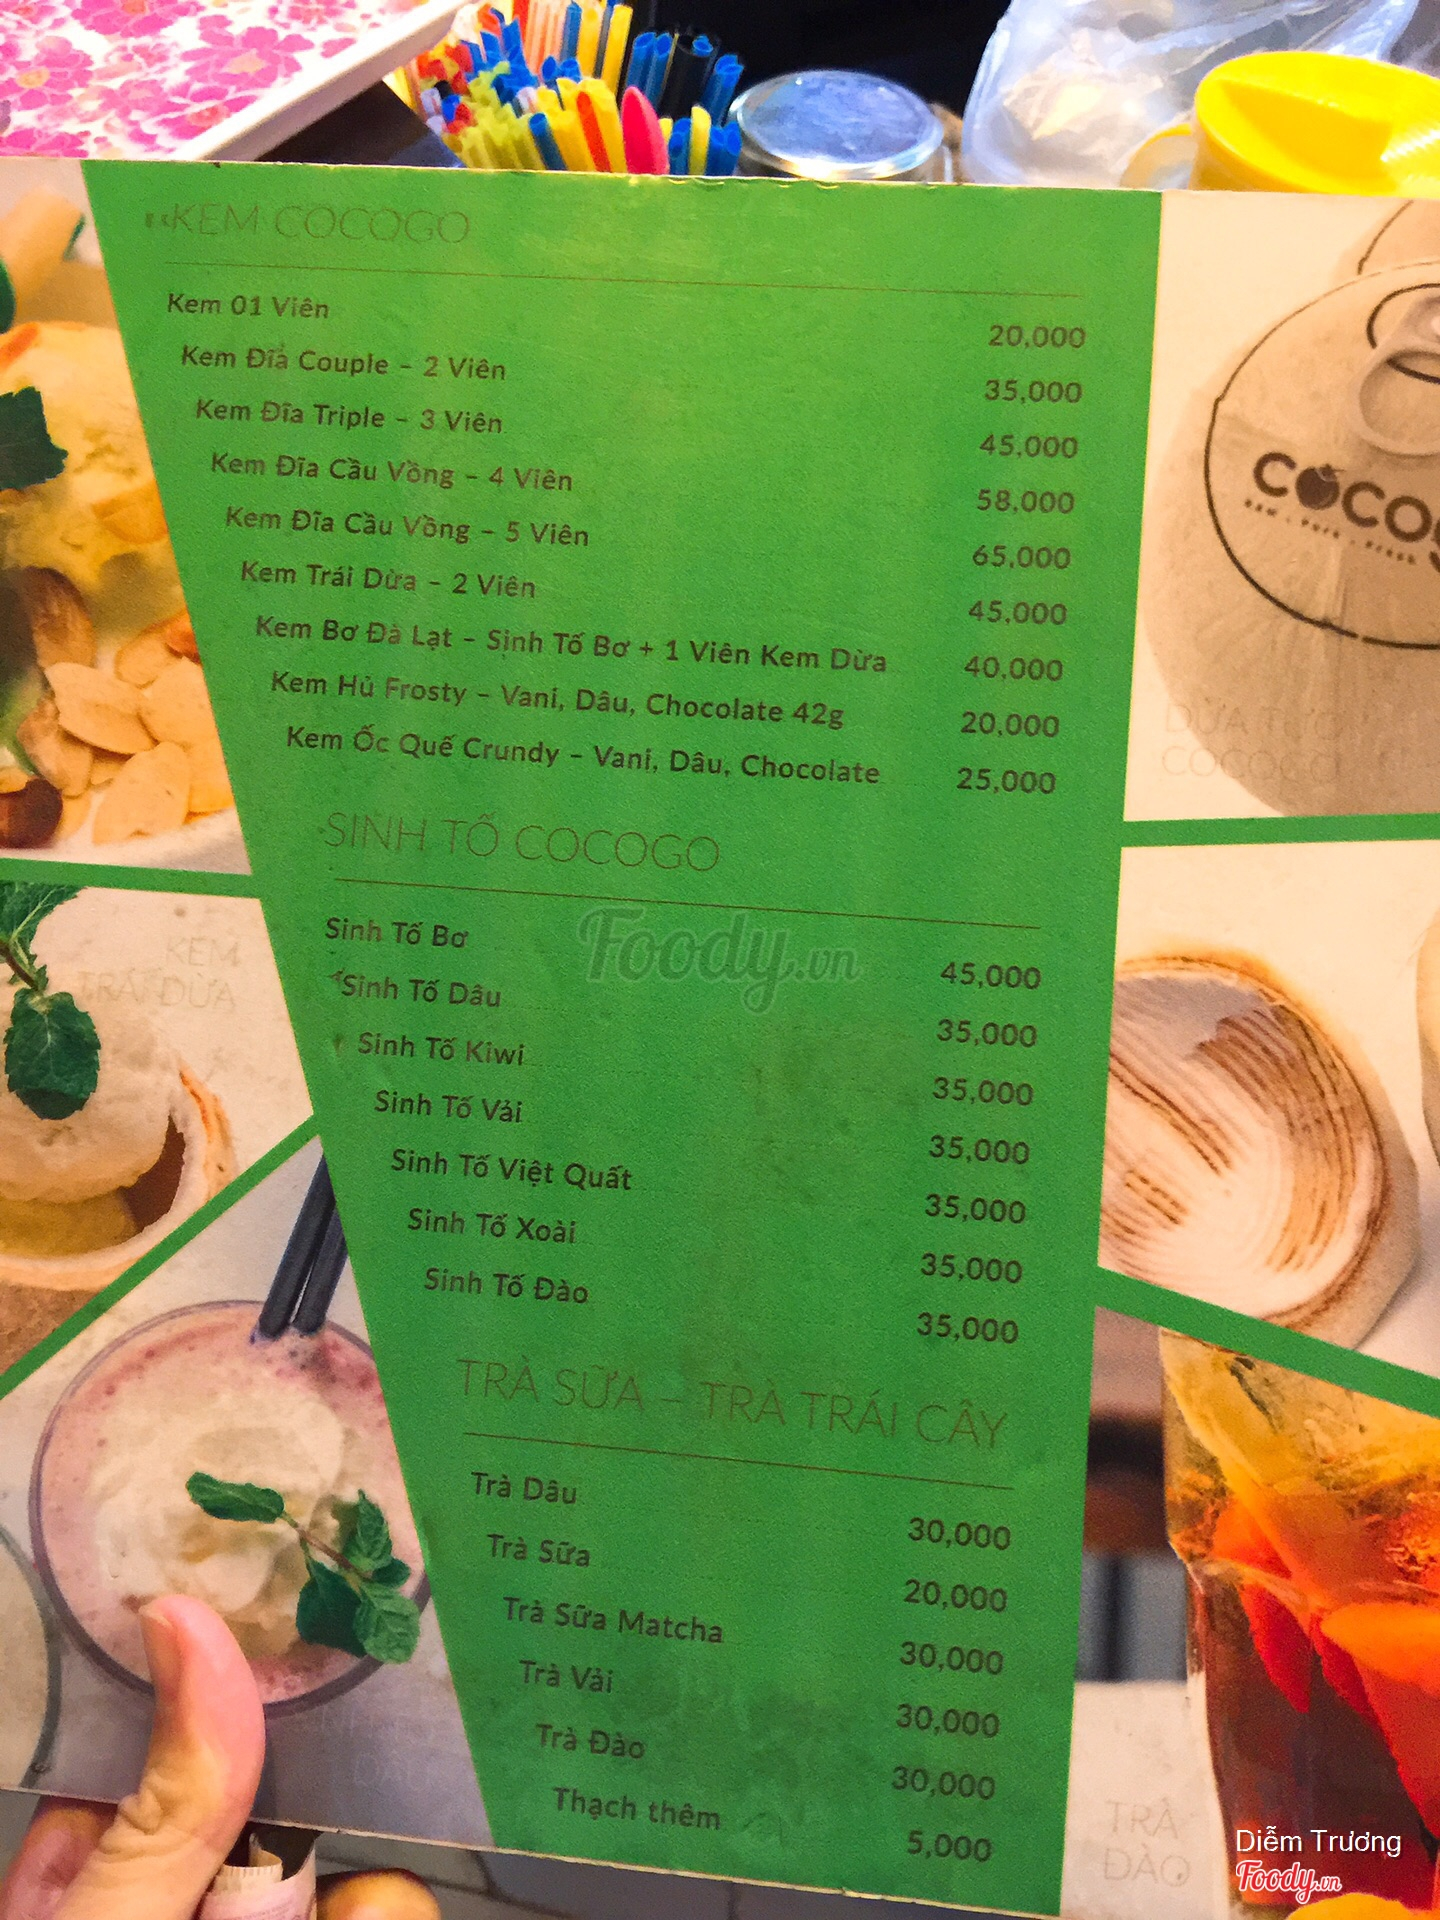 KEM COCOGO
Kem 01 Viên 20,000
Kem Đĩa Couple – 2 Viên 35,000
Kem Đĩa Triple – 3 Viên 45,000
Kem Đĩa Cầu Vồng – 4 Viên 58,000
Kem Đĩa Cầu Vồng – 5 Viên 65,000
Kem Trái Dừa – 2 Viên 45,000
Kem Bơ Đà Lạt – Sinh Tố Bơ + 1 Viên Kem Dừa 40,000
Kem Hủ Frosty – Vani, Dâu, Chocolate 42g 20,000
Kem Ốc Quế Crundy – Vani, Dâu, Chocolate 25,000
SINH TỐ COCOGO
Sinh Tố Bơ 45,000
Sinh Tố Dâu 35,000
Sinh Tố Kiwi 35,000
Sinh Tố Vải 35,000
Sinh Tố Việt Quất 35,000
Sinh Tố Xoài 35,000
Sinh Tố Đào 35,000
TRÀ SỮA – TRÀ TRÁI CÂY
Trà Dâu 30,000
Trà Sữa 20,000
Trà Sữa Matcha 30,000
Trà Vải 30,000
Trà Đào 30,000
Thạch thêm 5,000
COCOG
DỪA TƯƠI
COCOGO
KEM
TRÁI DỪA
DÂU
TRÀ
ĐÀO
Foody.vn
Diễm Trương
Foody.vn